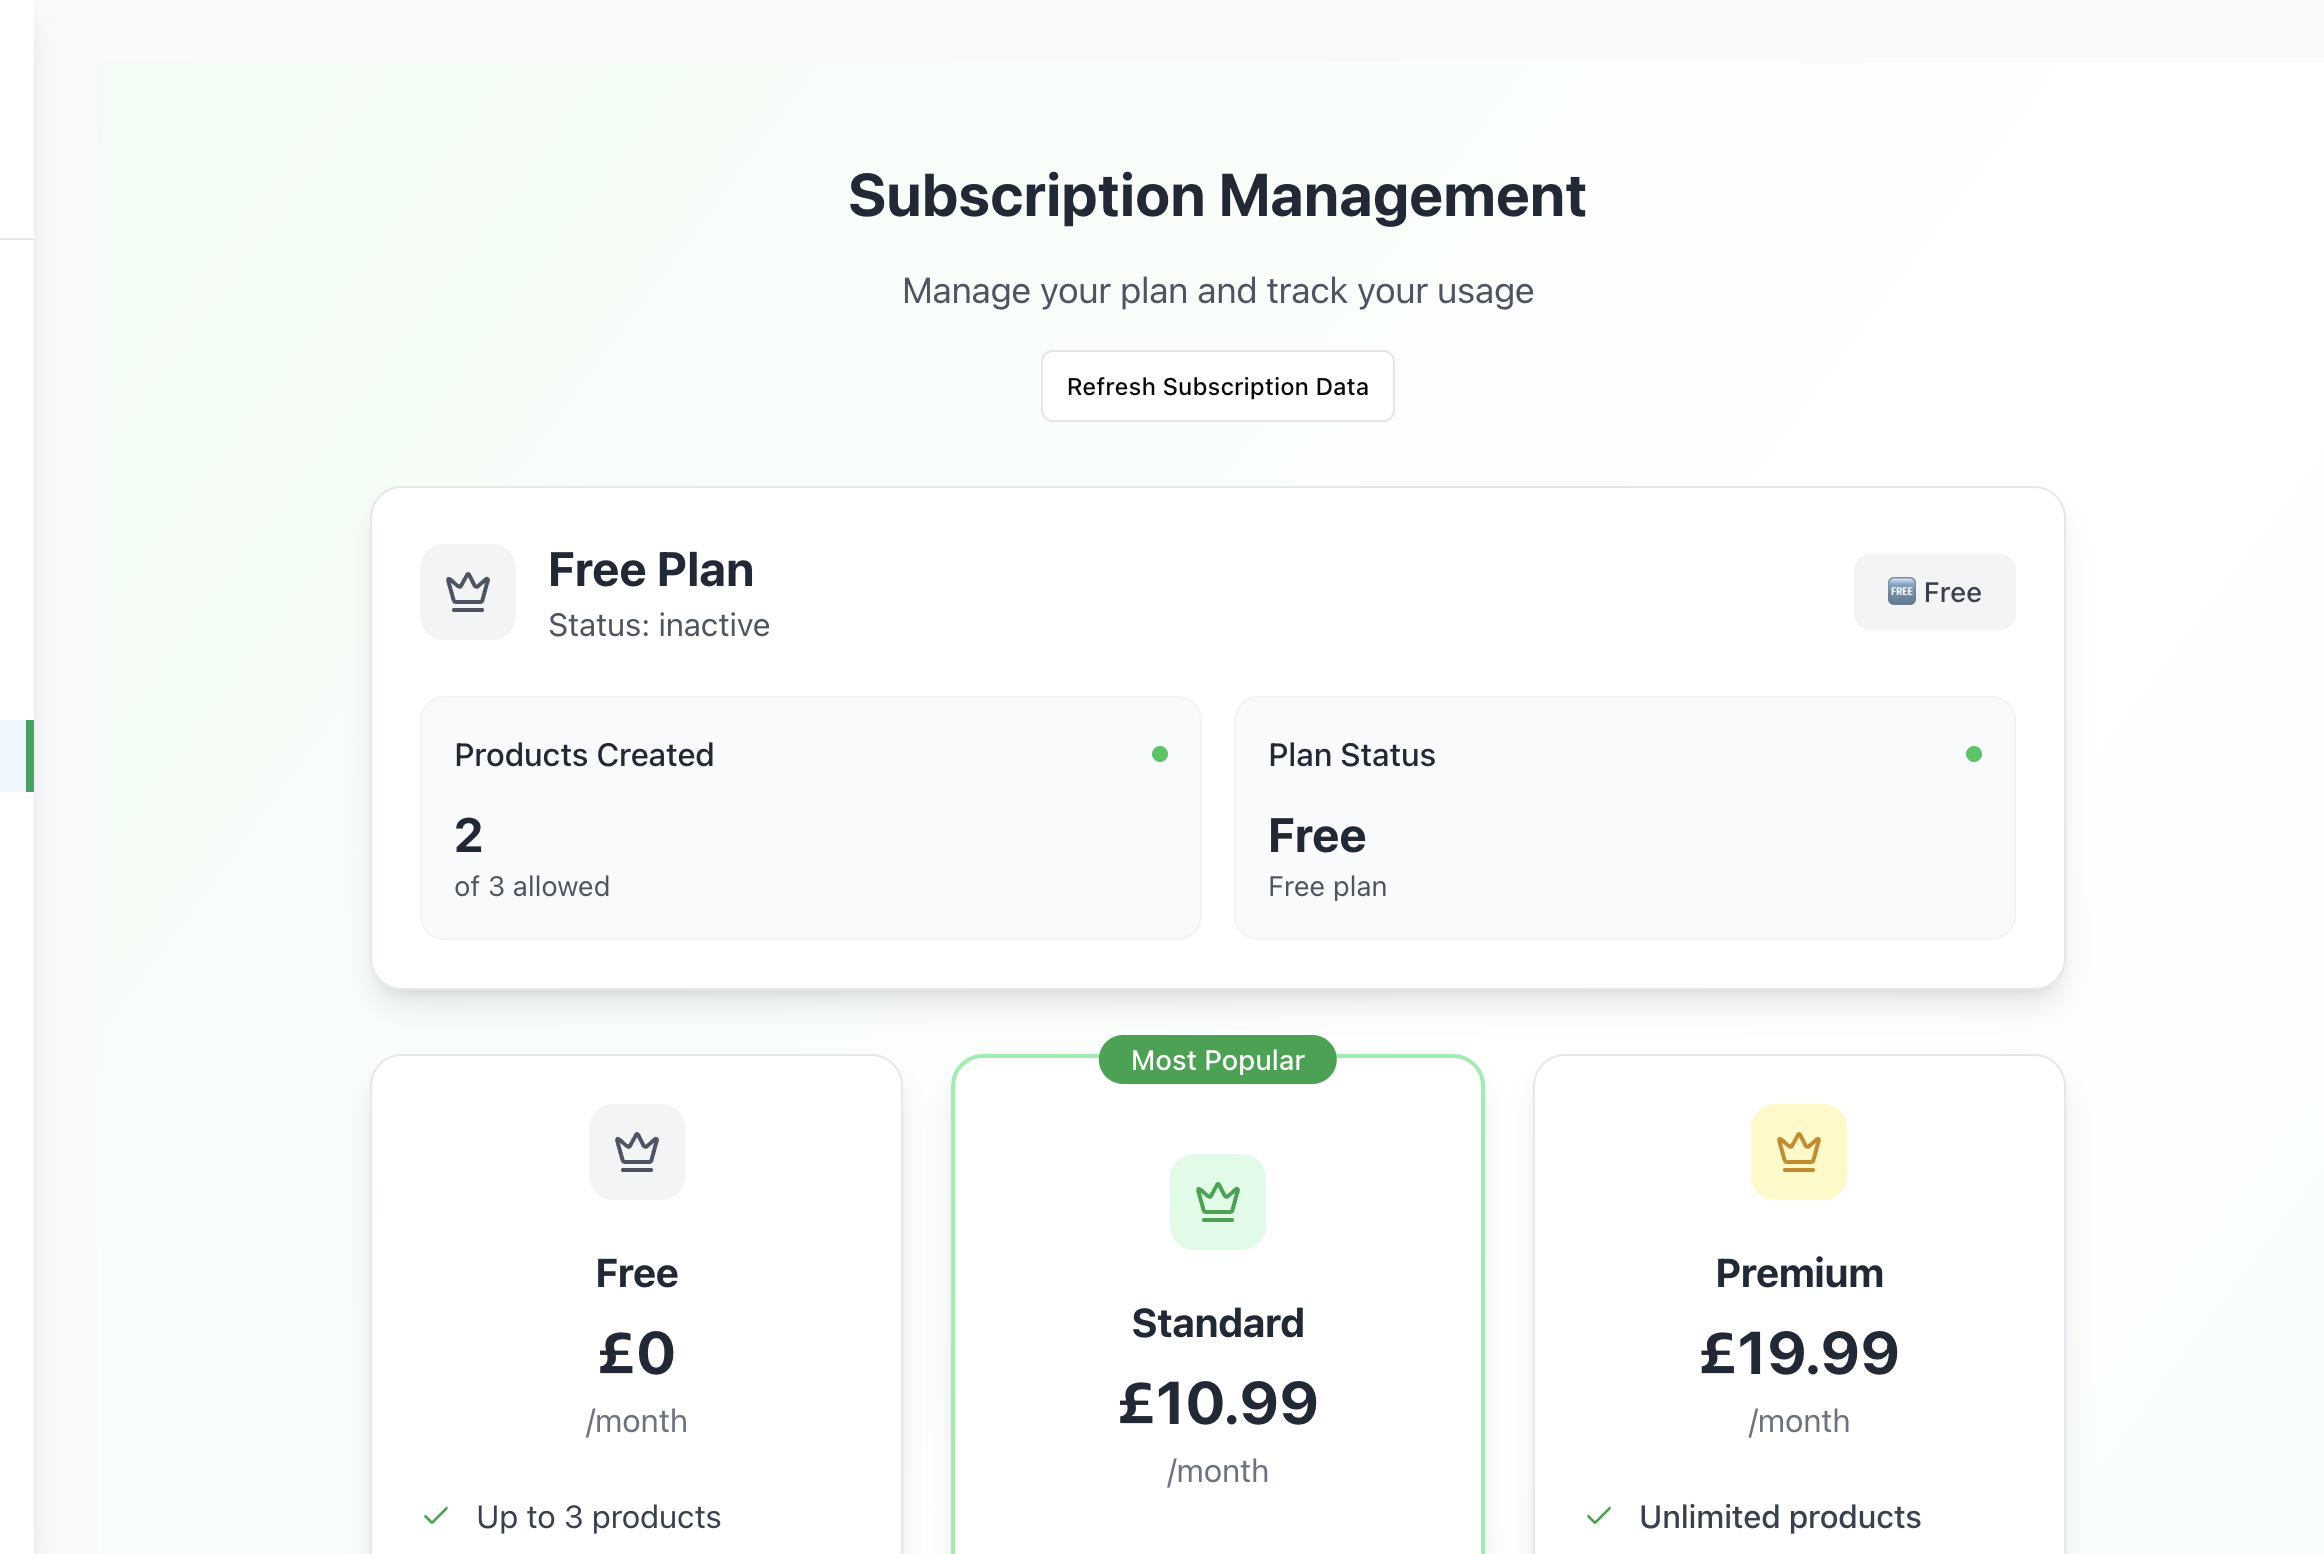 Subscription Management
Manage your plan and track your usage
Refresh Subscription Data
Free Plan
Status: inactive
🆓 Free
Products Created
2
of 3 allowed
Plan Status
Free
Free plan
Free
£0
/month
Up to 3 products
Most Popular
Standard
£10.99
/month
Premium
£19.99
/month
Unlimited products